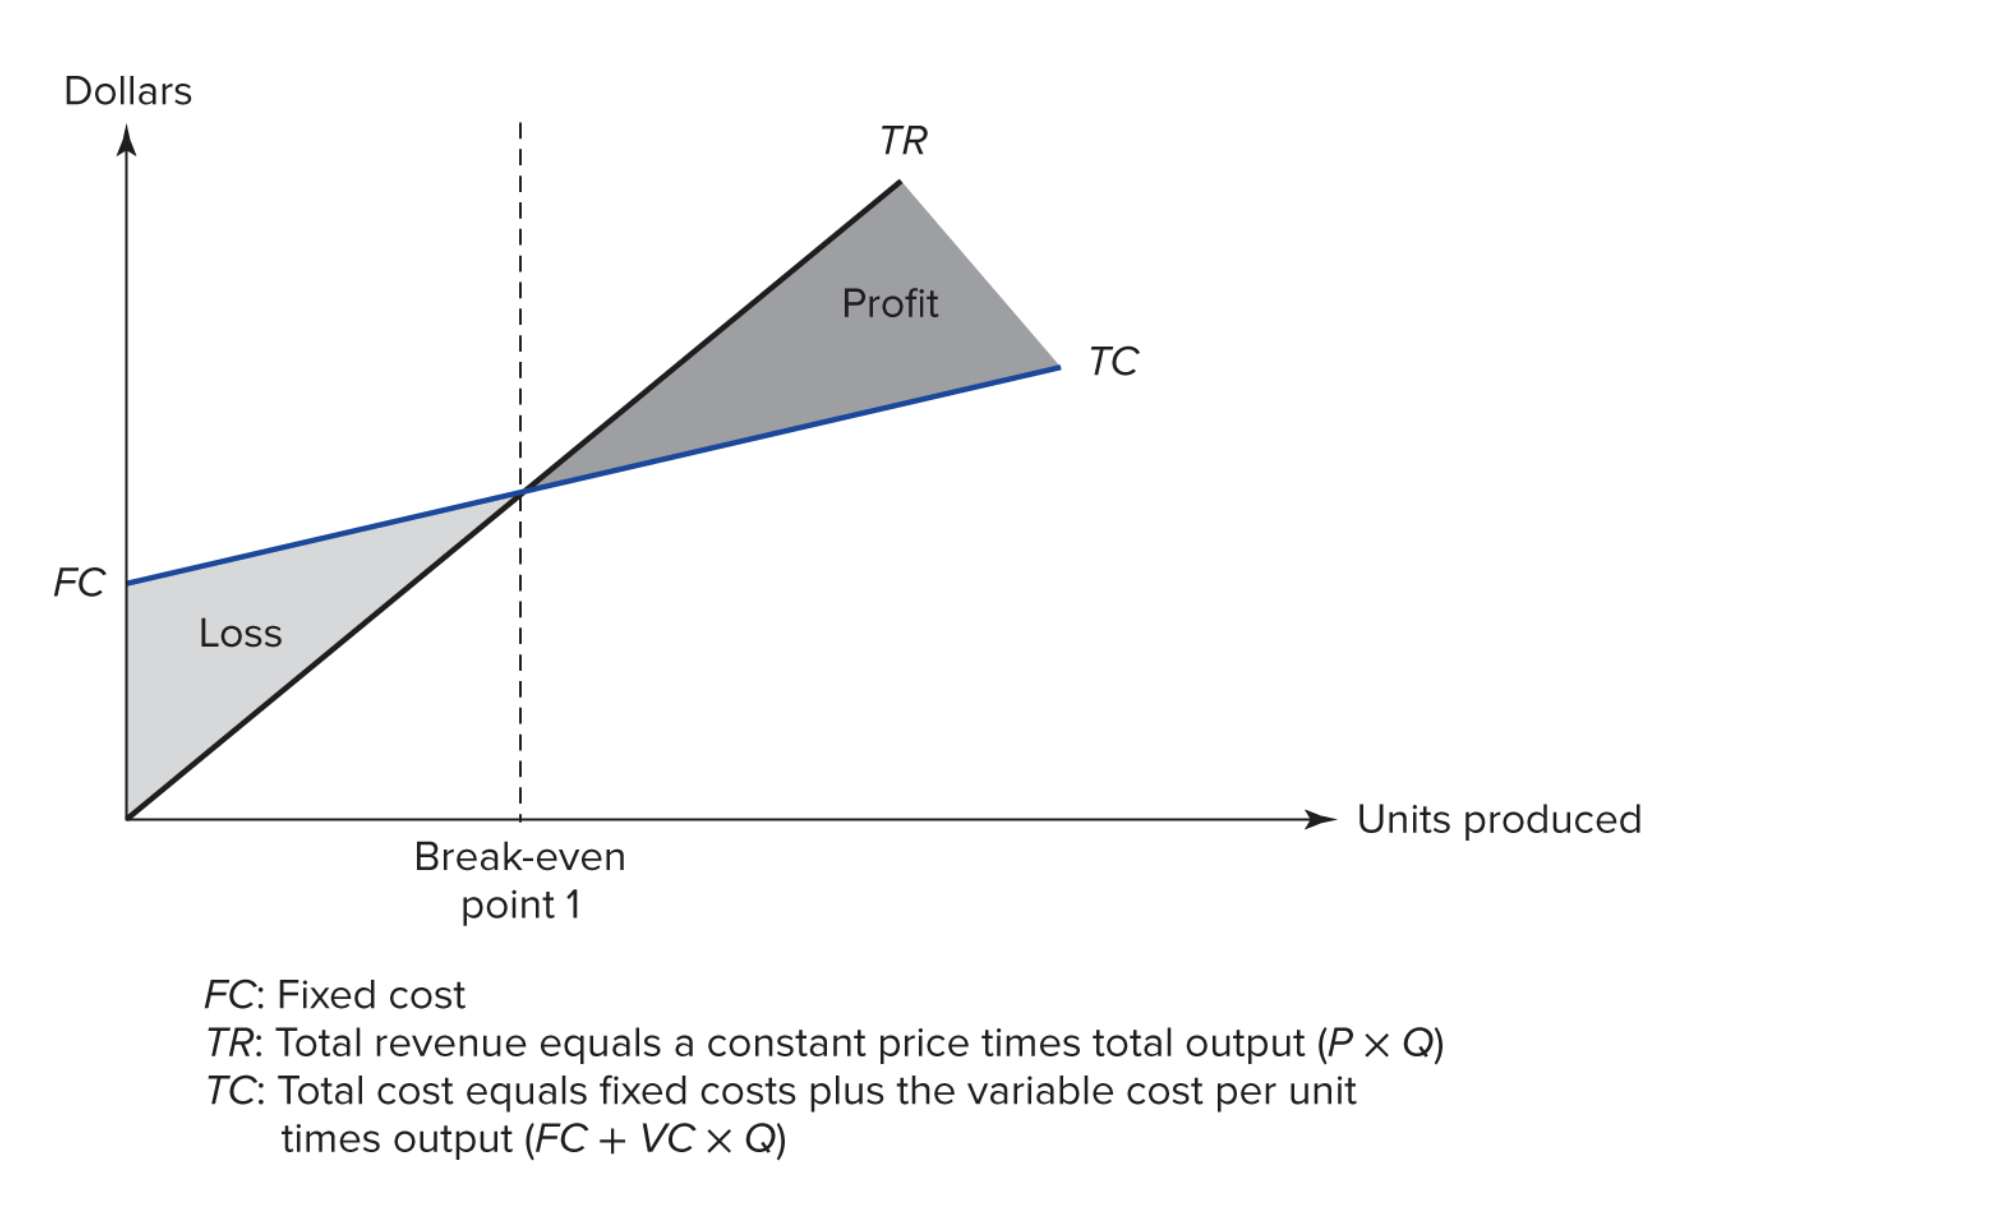 Dollars
TR
Profit
TC
FC
Loss
Units produced
Break-even
point 1
FC: Fixed cost
TR: Total revenue equals a constant price times total output (P × Q)
TC: Total cost equals fixed costs plus the variable cost per unit
times output (FC + VC × Q)